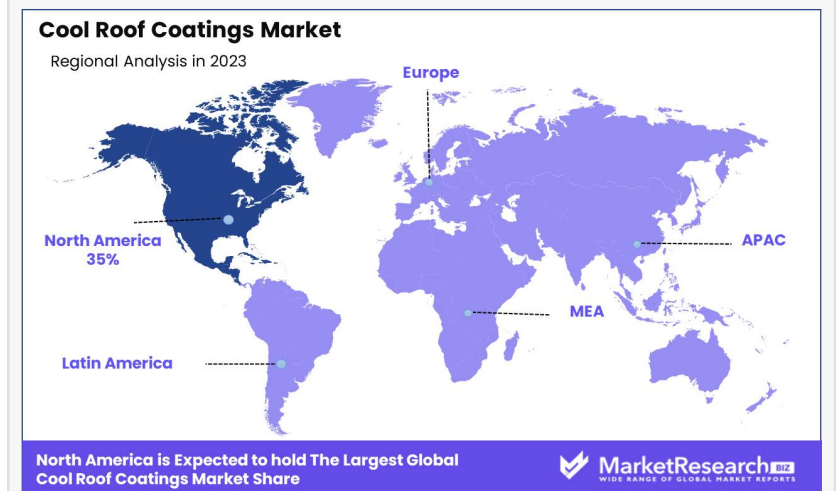 Cool Roof Coatings Market
Regional Analysis in 2023
Europe
North America
35%
APAC
MEA
Latin America
North America is Expected to hold The Largest Global
Cool Roof Coatings Market Share
MarketResearch BIZ
WIDE RANGE OF GLOBAL MARKET REPORTS